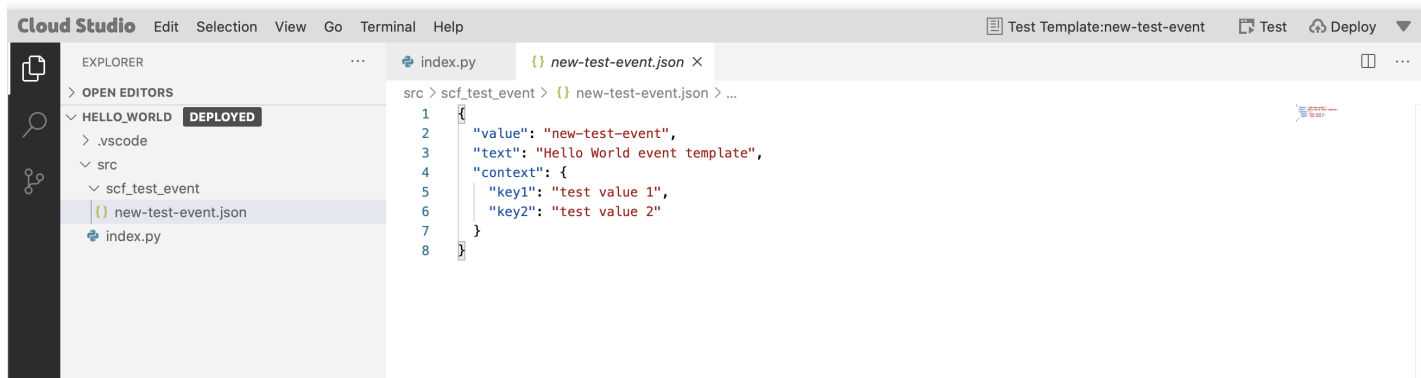 Cloud Studio Edit Selection View Go Terminal Help Test Template:new-test-event Test Deploy
EXPLORER ...
OPEN EDITORS
HELLO_WORLD DEPLOYED
.vscode
src
scf_test_event
{} new-test-event.json
index.py
index.py {} new-test-event.json × ...
src > scf_test_event > {} new-test-event.json > ...
1 {
2 "value": "new-test-event",
3 "text": "Hello World event template",
4 "context": {
5 "key1": "test value 1",
6 "key2": "test value 2"
7 }
8 }